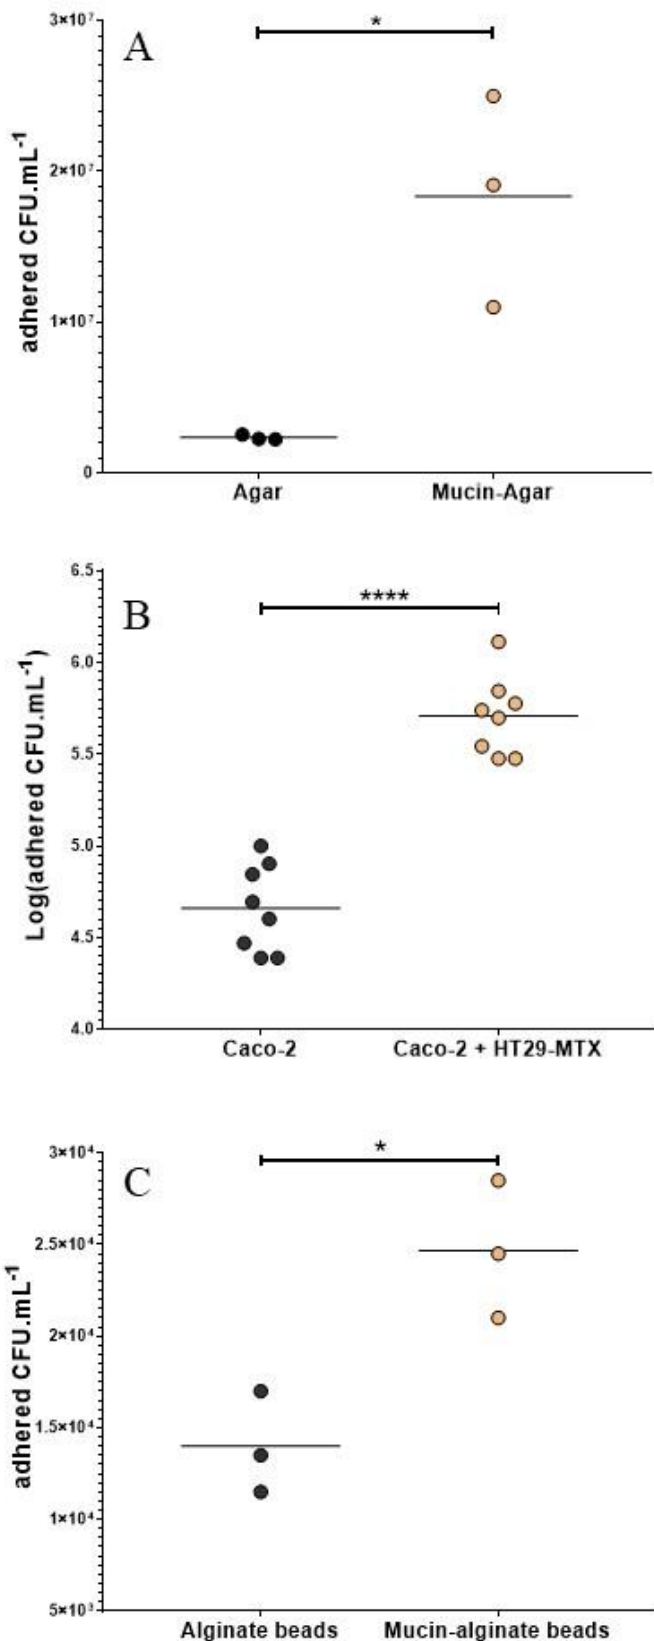 A
*
3×10⁷
2×10⁷
1×10⁷
0
adhered CFU.mL⁻¹
Agar
Mucin-Agar
B
****
6.5
6.0
5.5
5.0
4.5
4.0
Log(adhered CFU.mL⁻¹)
Caco-2
Caco-2 + HT29-MTX
C
*
3×10⁴
2.5×10⁴
2×10⁴
1.5×10⁴
1×10⁴
5×10³
adhered CFU.mL⁻¹
Alginate beads
Mucin-alginate beads